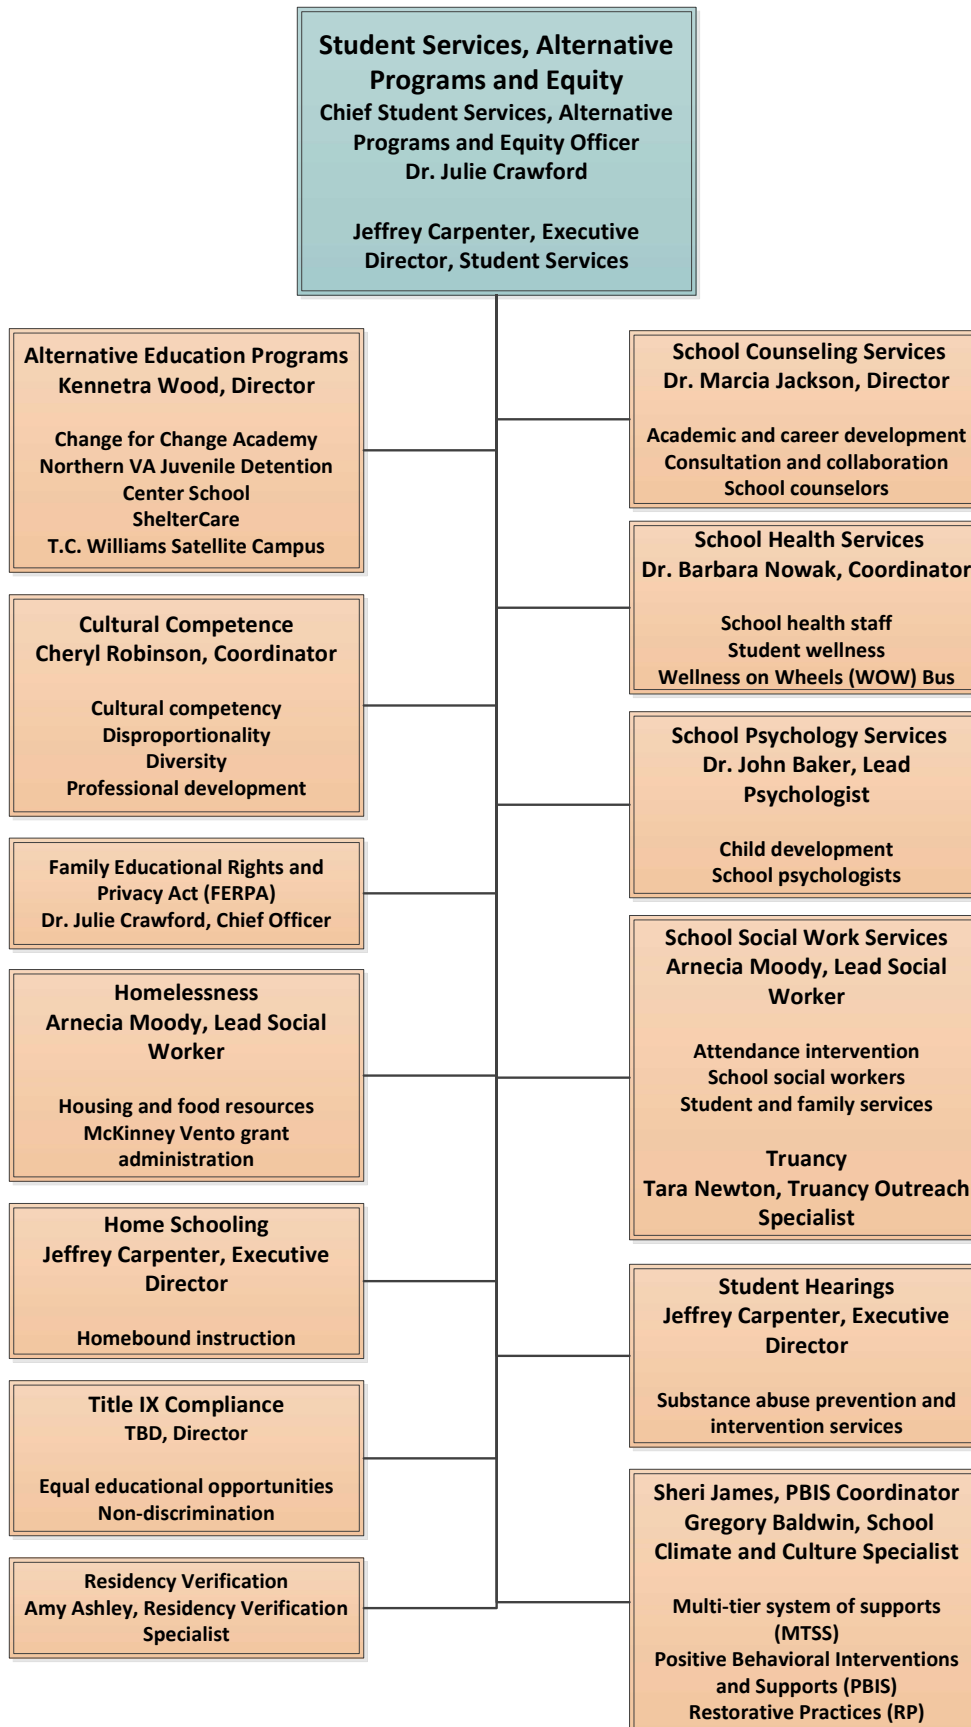 Student Services, Alternative
Programs and Equity
Chief Student Services, Alternative
Programs and Equity Officer
Dr. Julie Crawford
Jeffrey Carpenter, Executive
Director, Student Services
Alternative Education Programs
Kennetra Wood, Director
Change for Change Academy
Northern VA Juvenile Detention
Center School
ShelterCare
T.C. Williams Satellite Campus
Cultural Competence
Cheryl Robinson, Coordinator
Cultural competency
Disproportionality
Diversity
Professional development
Family Educational Rights and
Privacy Act (FERPA)
Dr. Julie Crawford, Chief Officer
Homelessness
Arnecia Moody, Lead Social
Worker
Housing and food resources
McKinney Vento grant
administration
Home Schooling
Jeffrey Carpenter, Executive
Director
Homebound instruction
Title IX Compliance
TBD, Director
Equal educational opportunities
Non-discrimination
Residency Verification
Amy Ashley, Residency Verification
Specialist
School Counseling Services
Dr. Marcia Jackson, Director
Academic and career development
Consultation and collaboration
School counselors
School Health Services
Dr. Barbara Nowak, Coordinator
School health staff
Student wellness
Wellness on Wheels (WOW) Bus
School Psychology Services
Dr. John Baker, Lead
Psychologist
Child development
School psychologists
School Social Work Services
Arnecia Moody, Lead Social
Worker
Attendance intervention
School social workers
Student and family services
Truancy
Tara Newton, Truancy Outreach
Specialist
Student Hearings
Jeffrey Carpenter, Executive
Director
Substance abuse prevention and
intervention services
Sheri James, PBIS Coordinator
Gregory Baldwin, School
Climate and Culture Specialist
Multi-tier system of supports
(MTSS)
Positive Behavioral Interventions
and Supports (PBIS)
Restorative Practices (RP)